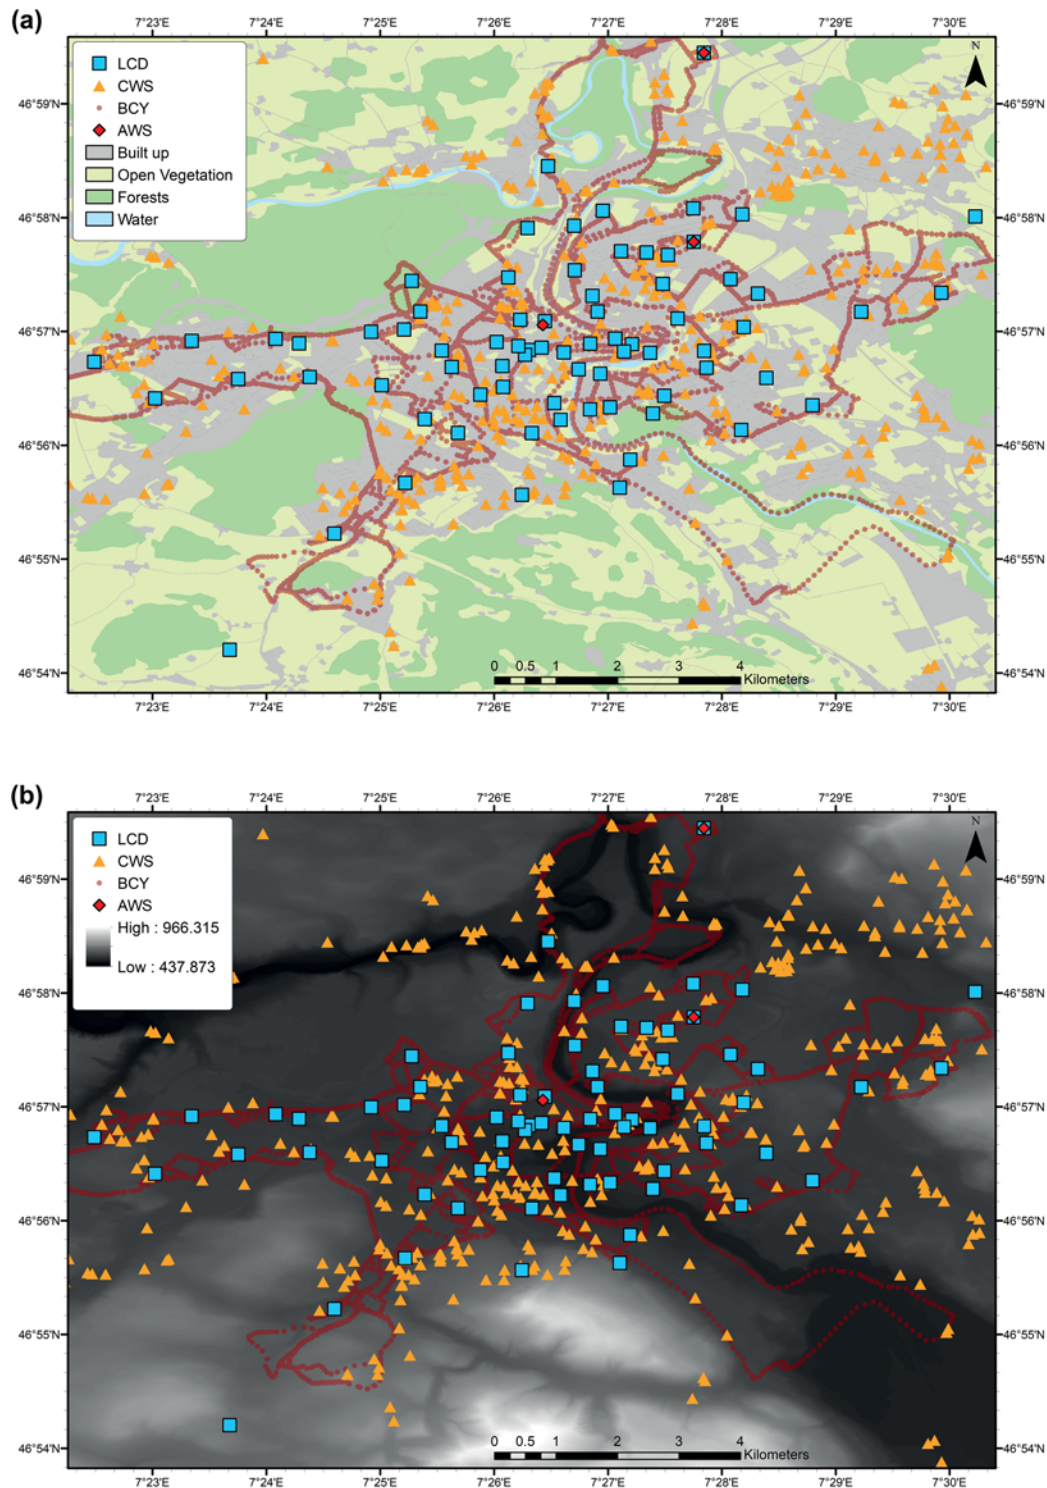 (a)
7°23'E 7°24'E 7°25'E 7°26'E 7°27'E 7°28'E 7°29'E 7°30'E
LCD
CWS
BCY
AWS
Built up
Open Vegetation
Forests
Water
N
46°59'N 46°59'N
46°58'N 46°58'N
46°57'N 46°57'N
46°56'N 46°56'N
46°55'N 46°55'N
46°54'N 46°54'N
0 0.5 1 2 3 4
Kilometers
7°23'E 7°24'E 7°25'E 7°26'E 7°27'E 7°28'E 7°29'E 7°30'E
(b)
7°23'E 7°24'E 7°25'E 7°26'E 7°27'E 7°28'E 7°29'E 7°30'E
LCD
CWS
BCY
AWS
High : 966.315
Low : 437.873
N
46°59'N 46°59'N
46°58'N 46°58'N
46°57'N 46°57'N
46°56'N 46°56'N
46°55'N 46°55'N
46°54'N 46°54'N
0 0.5 1 2 3 4
Kilometers
7°23'E 7°24'E 7°25'E 7°26'E 7°27'E 7°28'E 7°29'E 7°30'E